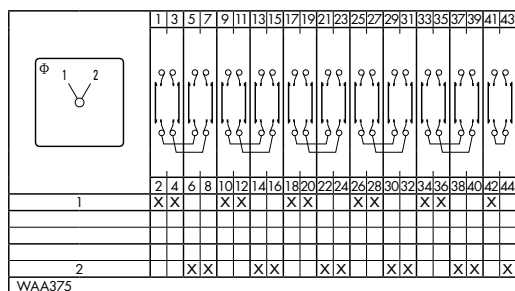 1 3 5 7 9 11 13 15 17 19 21 23 25 27 29 31 33 35 37 39 41 43
Φ 1 2
2 4 6 8 10 12 14 16 18 20 22 24 26 28 30 32 34 36 38 40 42 44
1 X X X X X X X X X X X
2 X X X X X X X X X X X
WAA375